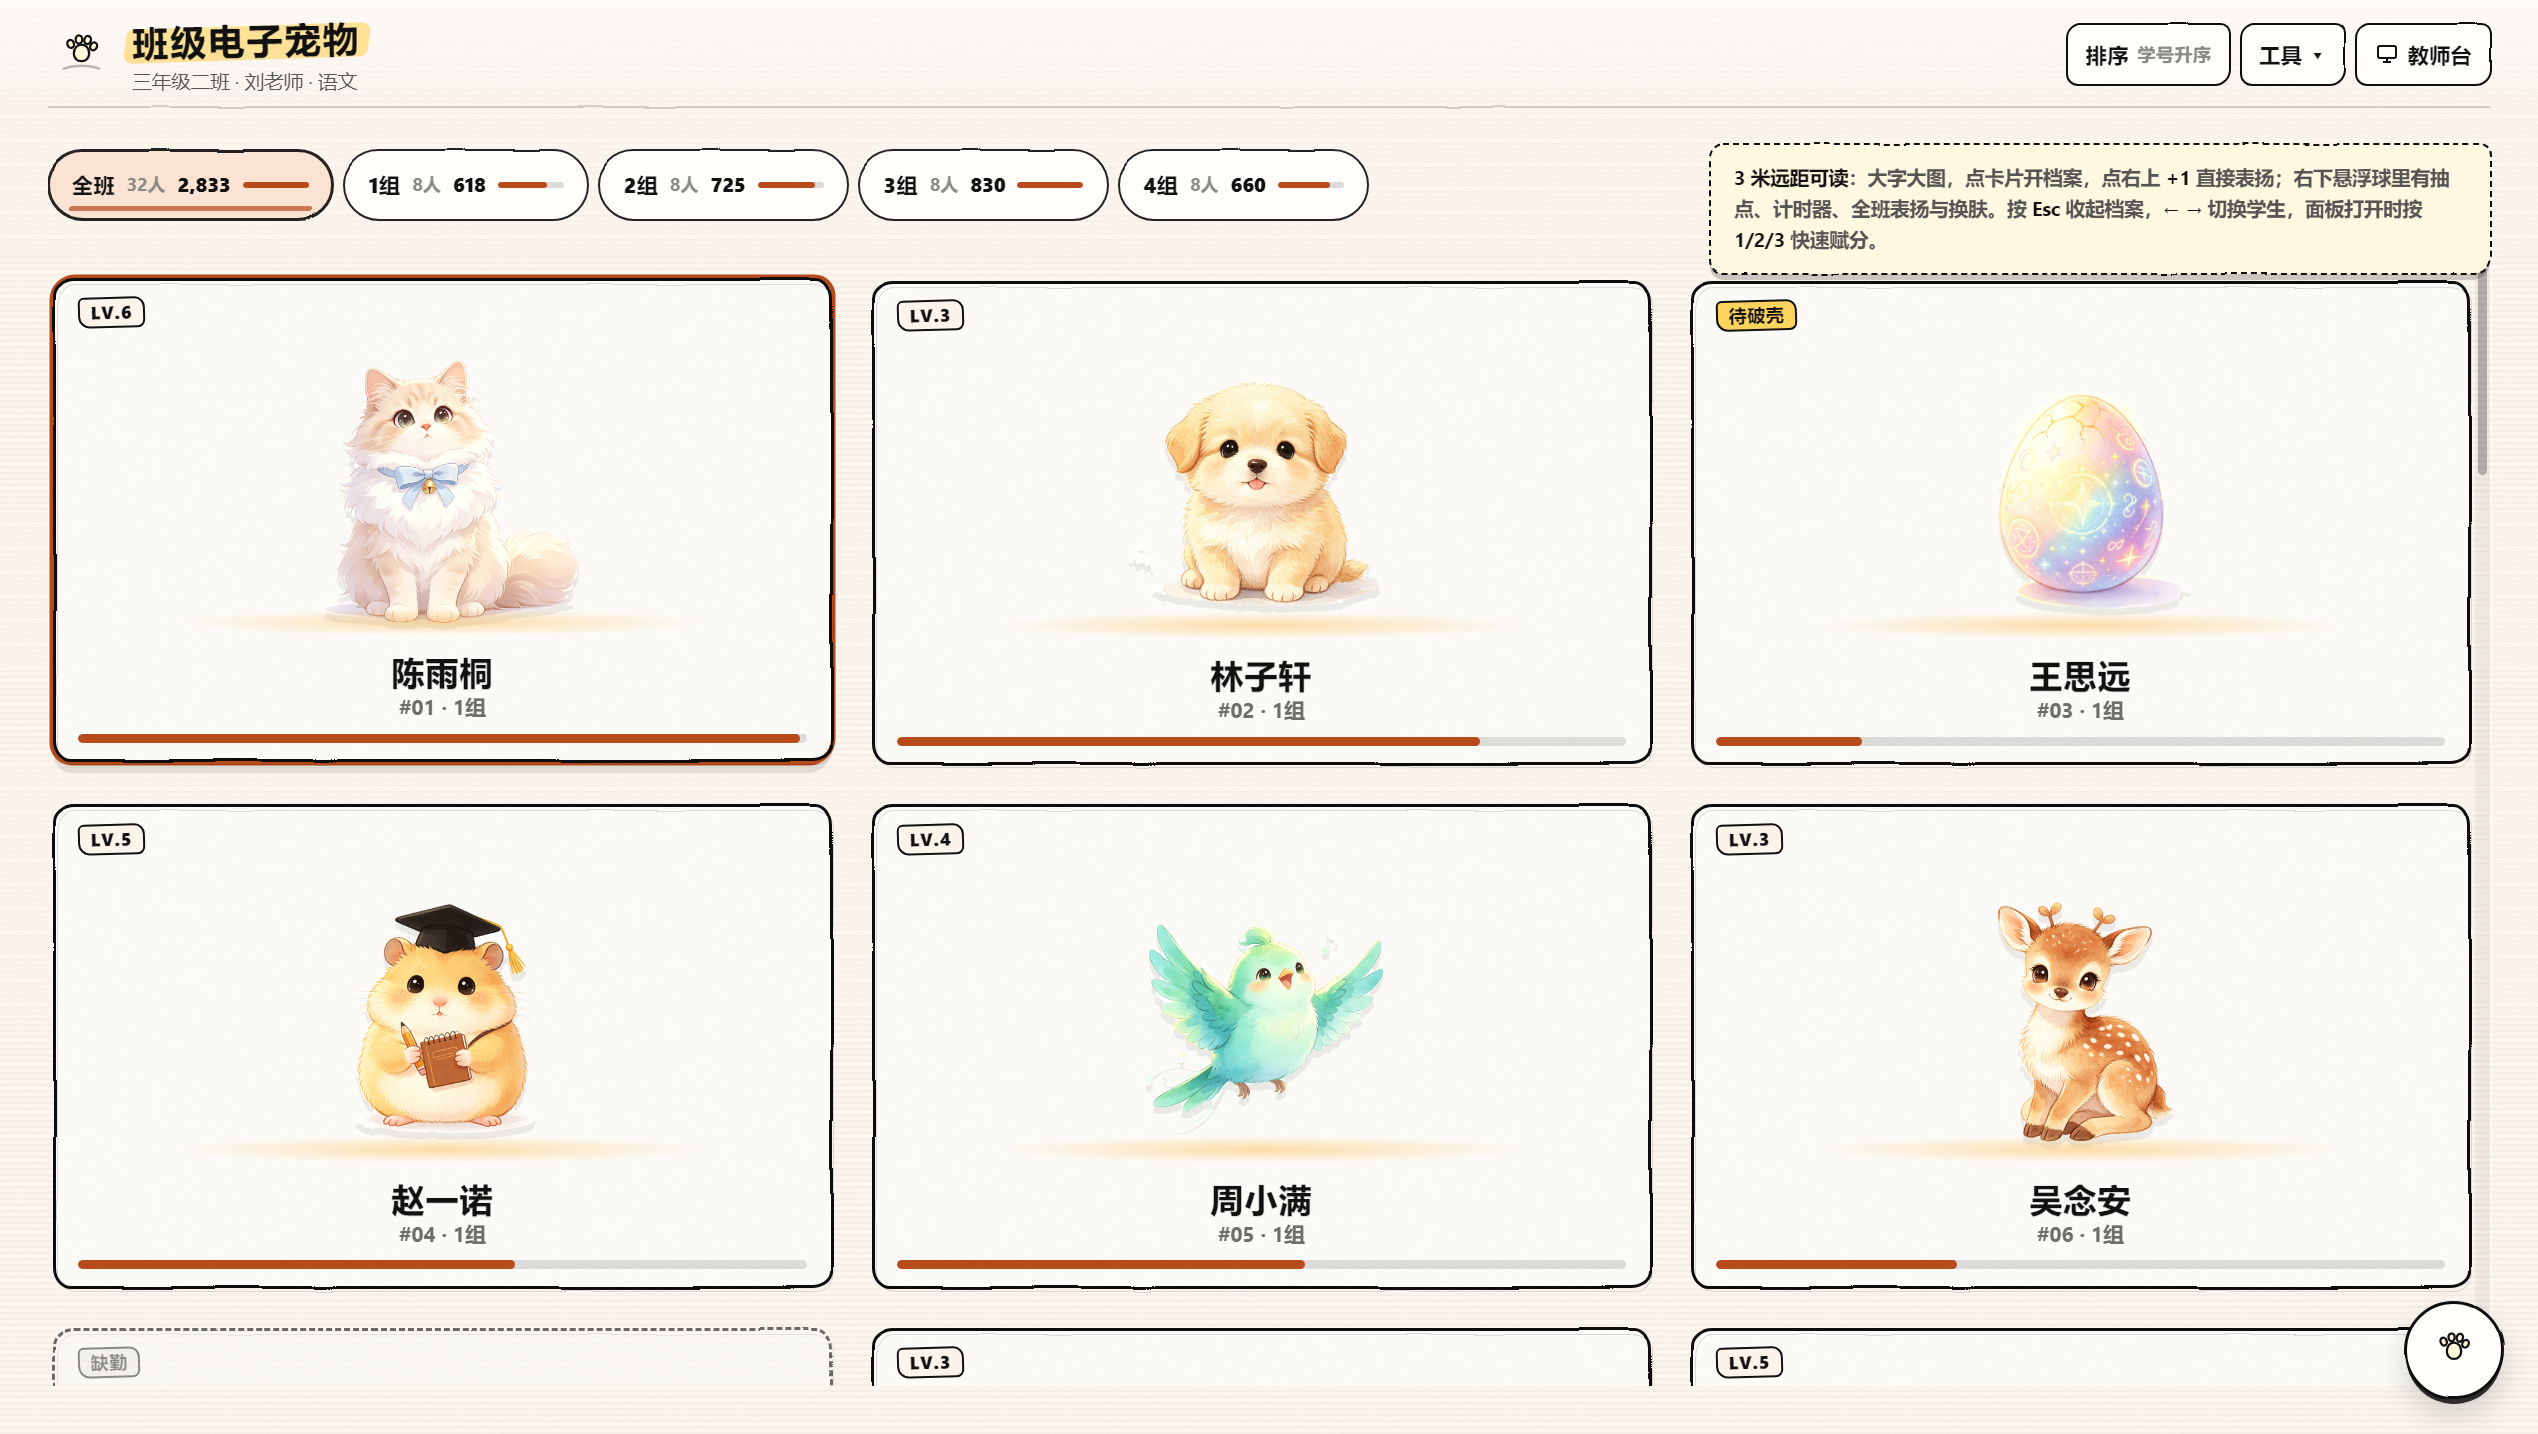 班级电子宠物
三年级二班 · 刘老师 · 语文
排序 学号升序
工具 ▼
教师台
全班 32人 2,833
1组 8人 618
2组 8人 725
3组 8人 830
4组 8人 660
3 米远距可读：大字大图，点卡片开档案，点右上 +1 直接表扬；右下悬浮球里有抽
点、计时器、全班表扬与换肤。按 Esc 收起档案，← → 切换学生，面板打开时按
1/2/3 快速赋分。
LV.6
陈雨桐
#01 · 1组
LV.3
林子轩
#02 · 1组
待破壳
王思远
#03 · 1组
LV.5
赵一诺
#04 · 1组
LV.4
周小满
#05 · 1组
LV.3
吴念安
#06 · 1组
缺勤
LV.3
LV.5